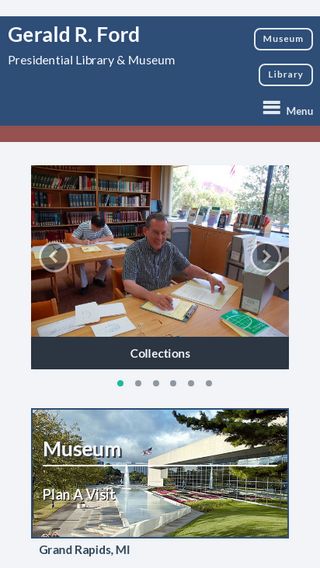 Gerald R. Ford
Presidential Library & Museum
Museum
Library
Menu
Collections
Museum
Plan A Visit
Grand Rapids, MI